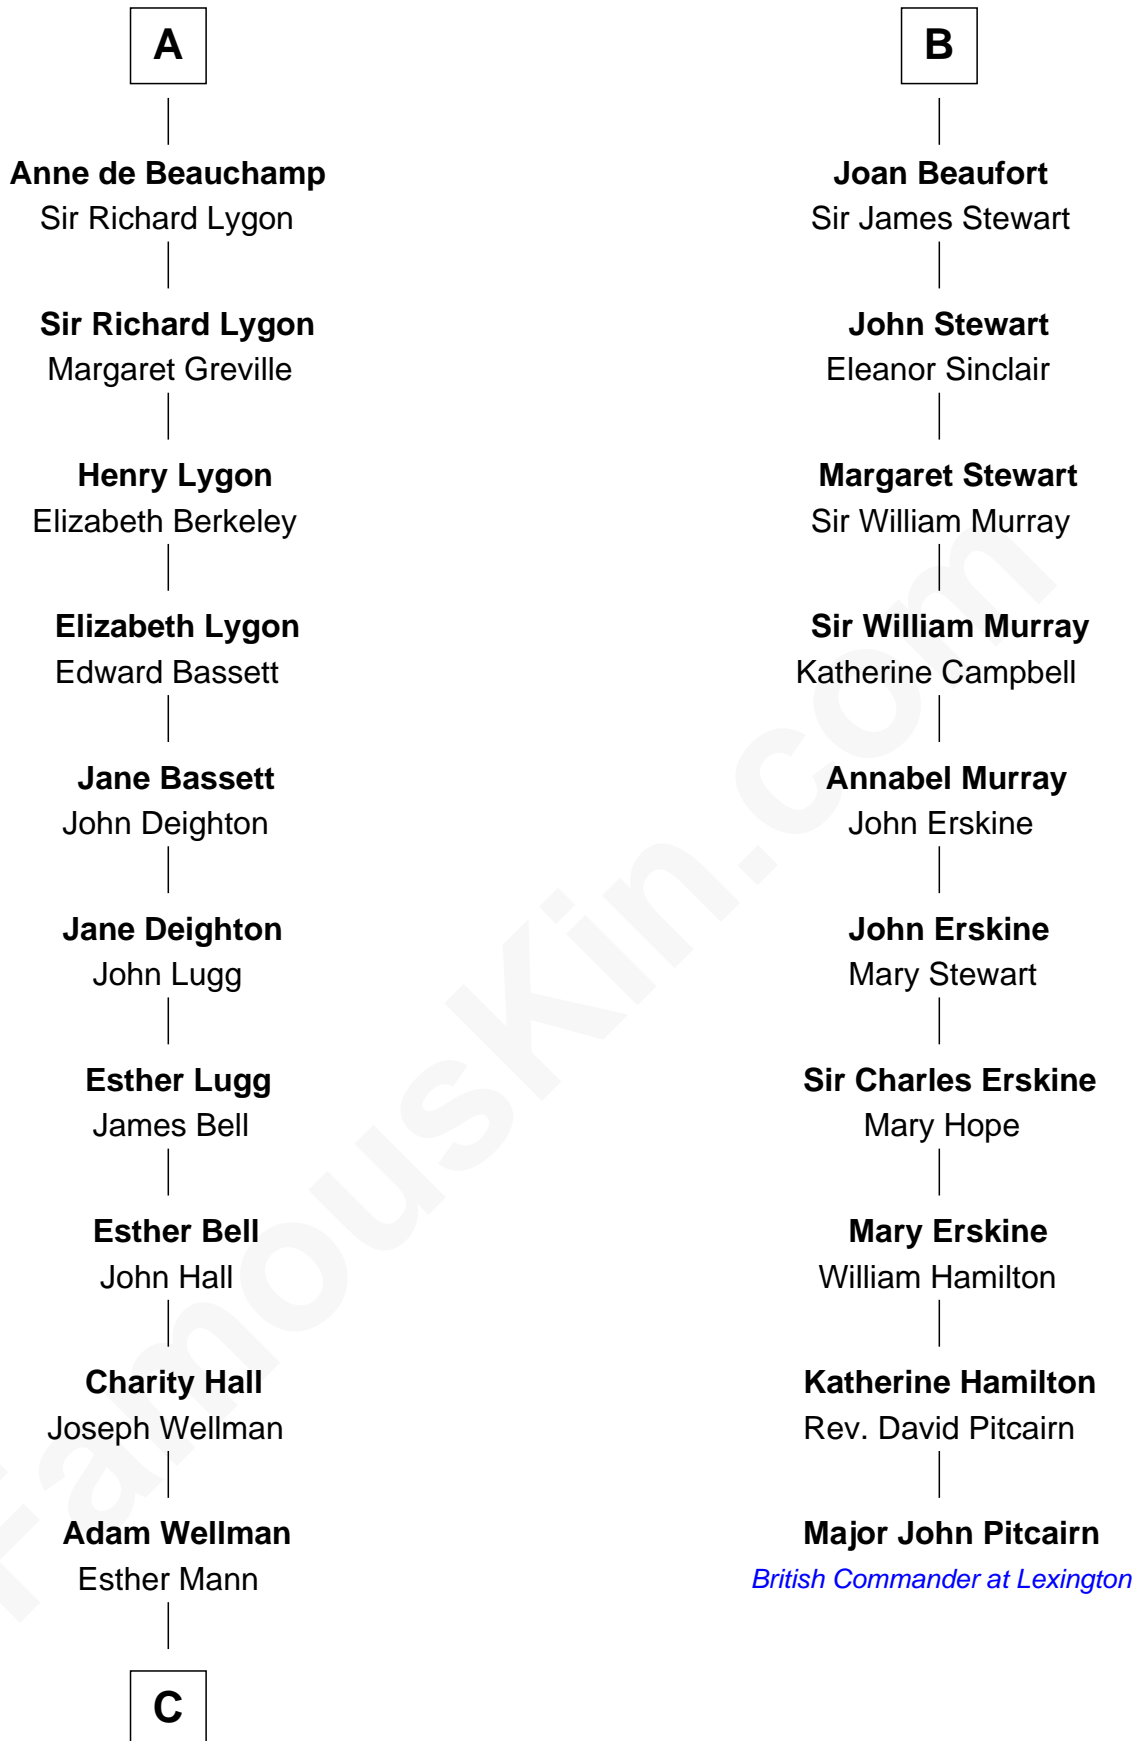 A
Anne de Beauchamp
Sir Richard Lygon
Sir Richard Lygon
Margaret Greville
Henry Lygon
Elizabeth Berkeley
Elizabeth Lygon
Edward Bassett
Jane Bassett
John Deighton
Jane Deighton
John Lugg
Esther Lugg
James Bell
Esther Bell
John Hall
Charity Hall
Joseph Wellman
Adam Wellman
Esther Mann
C
B
Joan Beaufort
Sir James Stewart
John Stewart
Eleanor Sinclair
Margaret Stewart
Sir William Murray
Sir William Murray
Katherine Campbell
Annabel Murray
John Erskine
John Erskine
Mary Stewart
Sir Charles Erskine
Mary Hope
Mary Erskine
William Hamilton
Katherine Hamilton
Rev. David Pitcairn
Major John Pitcairn
British Commander at Lexington
FamousKin.com